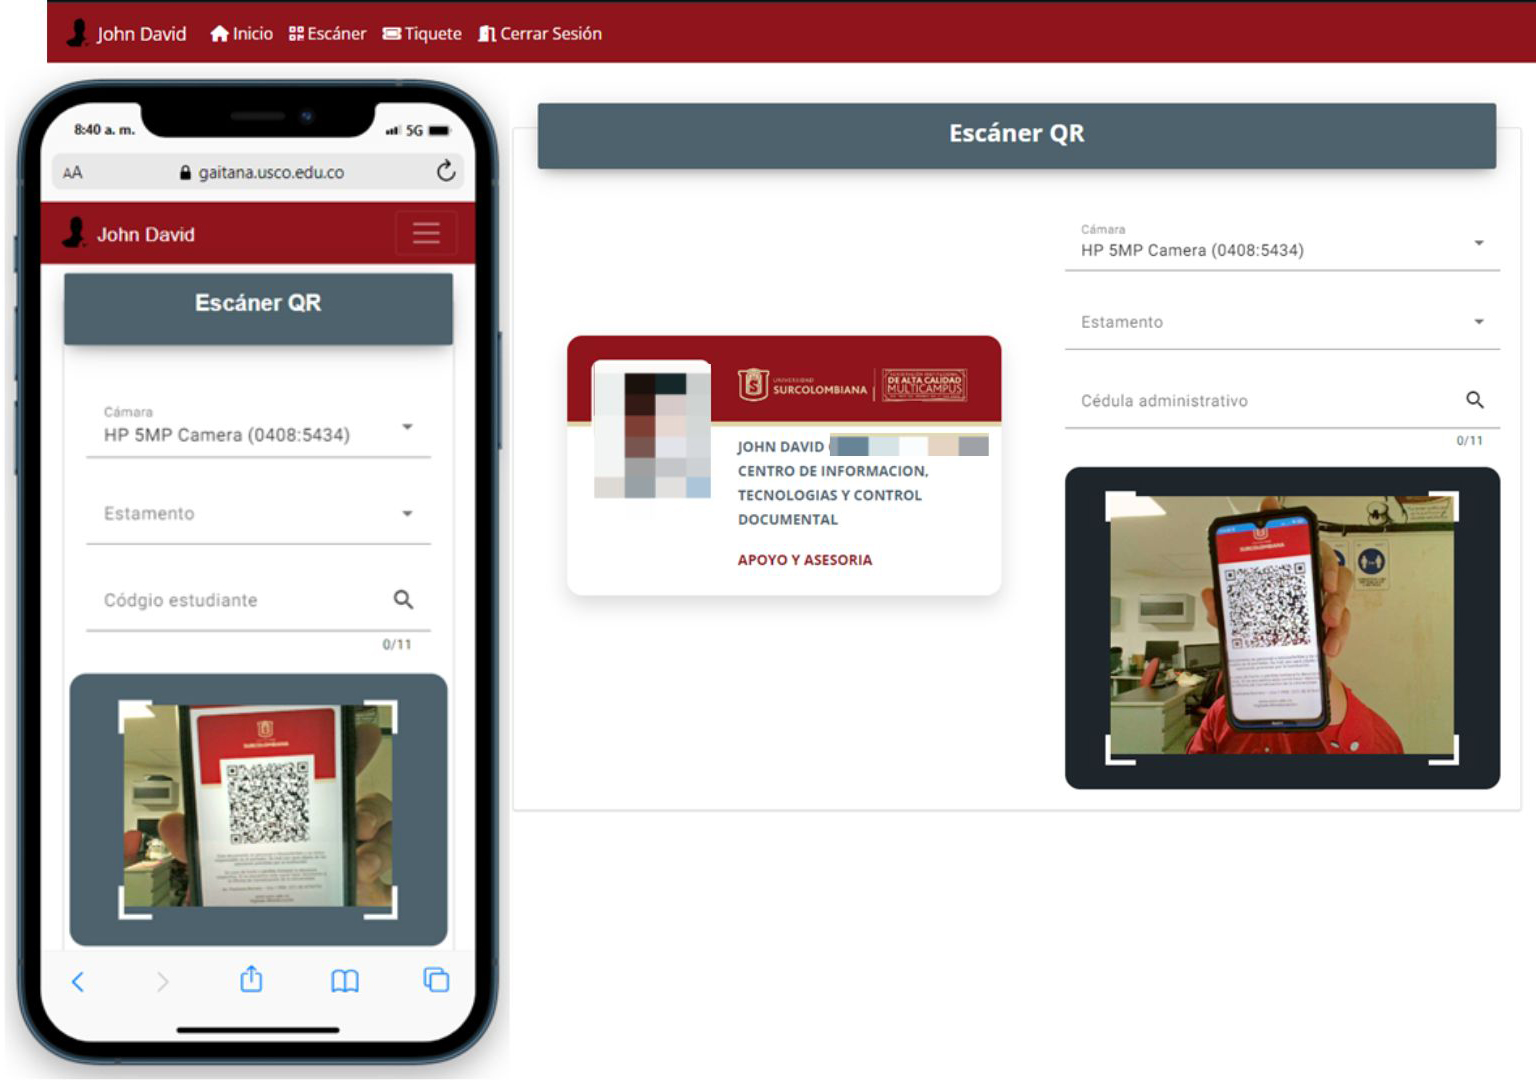 John David Inicio Escáner Tiquete Cerrar Sesión
8:40 a. m. 5G
AA gaitana.usco.edu.co
John David
Escáner QR
Cámara
HP 5MP Camera (0408:5434)
Estamento
Códgio estudiante
0/11
SURCOLOMBIANA
Escáner QR
UNIVERSIDAD
SURCOLOMBIANA
DE ALTA CALIDAD
MULTICAMPUS
JOHN DAVID
CENTRO DE INFORMACION,
TECNOLOGIAS Y CONTROL
DOCUMENTAL
APOYO Y ASESORIA
Cámara
HP 5MP Camera (0408:5434)
Estamento
Cédula administrativo
0/11
SURCOLOMBIANA